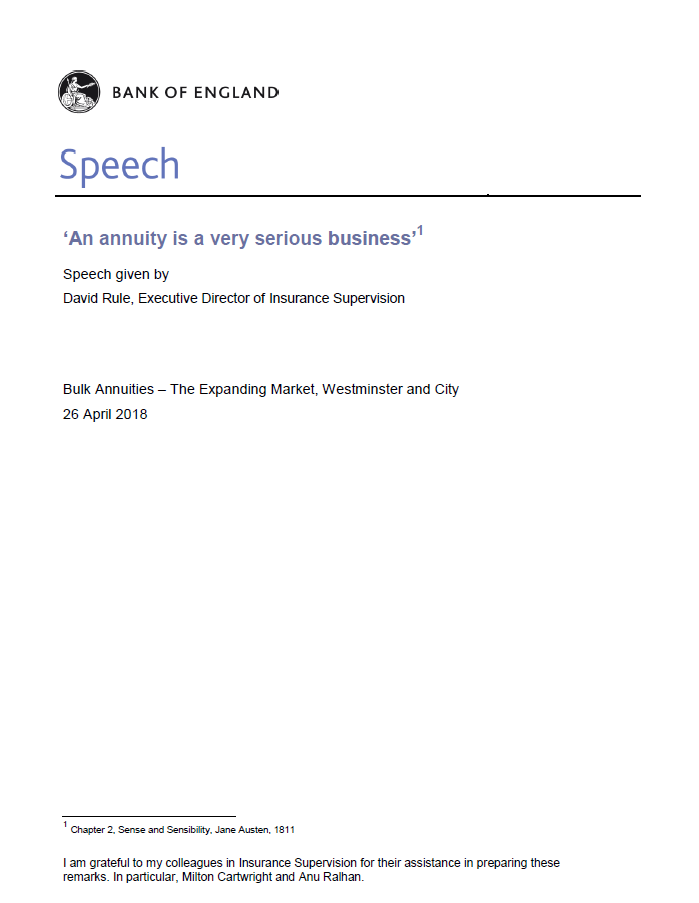 BANK OF ENGLAND
Speech
‘An annuity is a very serious business’1
Speech given by
David Rule, Executive Director of Insurance Supervision
Bulk Annuities – The Expanding Market, Westminster and City
26 April 2018
1 Chapter 2, Sense and Sensibility, Jane Austen, 1811
I am grateful to my colleagues in Insurance Supervision for their assistance in preparing these
remarks. In particular, Milton Cartwright and Anu Ralhan.